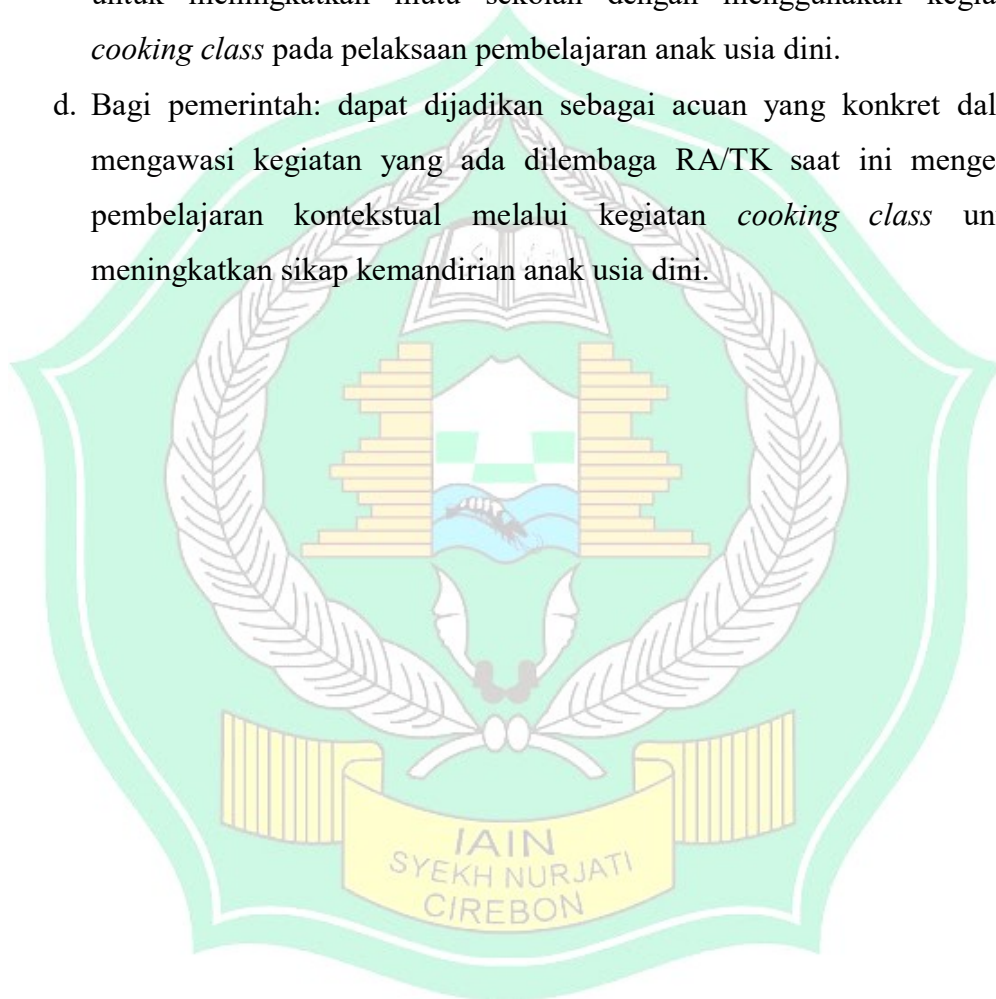 untuk meningkatkan mutu sekolah dengan menggunakan kegia
cooking class pada pelaksaan pembelajaran anak usia dini.
d. Bagi pemerintah: dapat dijadikan sebagai acuan yang konkret dal
mengawasi kegiatan yang ada dilembaga RA/TK saat ini menge
pembelajaran kontekstual melalui kegiatan cooking class un
meningkatkan sikap kemandirian anak usia dini.
IAIN
SYEKH NURJATI
CIREBON